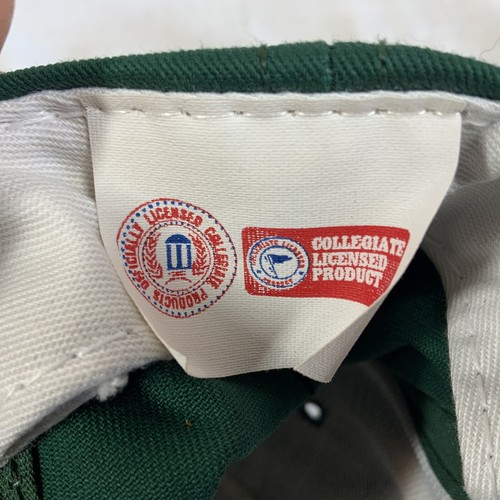 OFFICIALLY LICENSED COLLEGIATE PRODUCTS
COLLEGIATE
LICENSED
PRODUCT